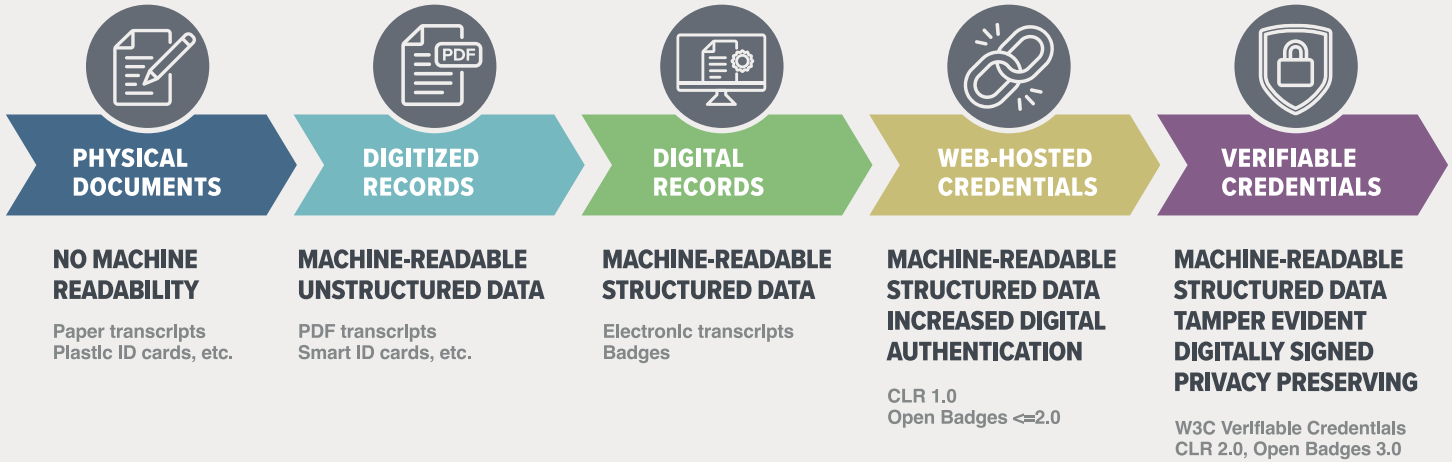 PDF
PHYSICAL
DOCUMENTS
DIGITIZED
RECORDS
DIGITAL
RECORDS
WEB-HOSTED
CREDENTIALS
VERIFIABLE
CREDENTIALS
NO MACHINE
READABILITY
Paper transcripts
Plastic ID cards, etc.
MACHINE-READABLE
UNSTRUCTURED DATA
PDF transcripts
Smart ID cards, etc.
MACHINE-READABLE
STRUCTURED DATA
Electronic transcripts
Badges
MACHINE-READABLE
STRUCTURED DATA
INCREASED DIGITAL
AUTHENTICATION
CLR 1.0
Open Badges <=2.0
MACHINE-READABLE
STRUCTURED DATA
TAMPER EVIDENT
DIGITALLY SIGNED
PRIVACY PRESERVING
W3C Verifiable Credentials
CLR 2.0, Open Badges 3.0